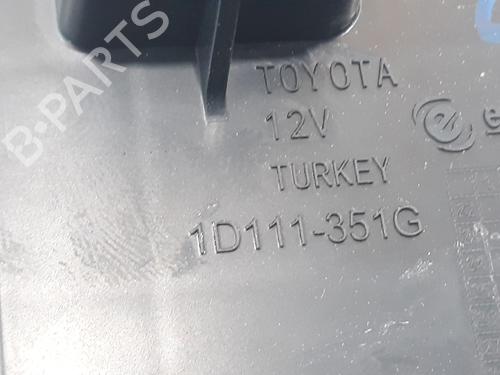 TOYOTA
12V
TURKEY
1D111-351G
B-PARTS